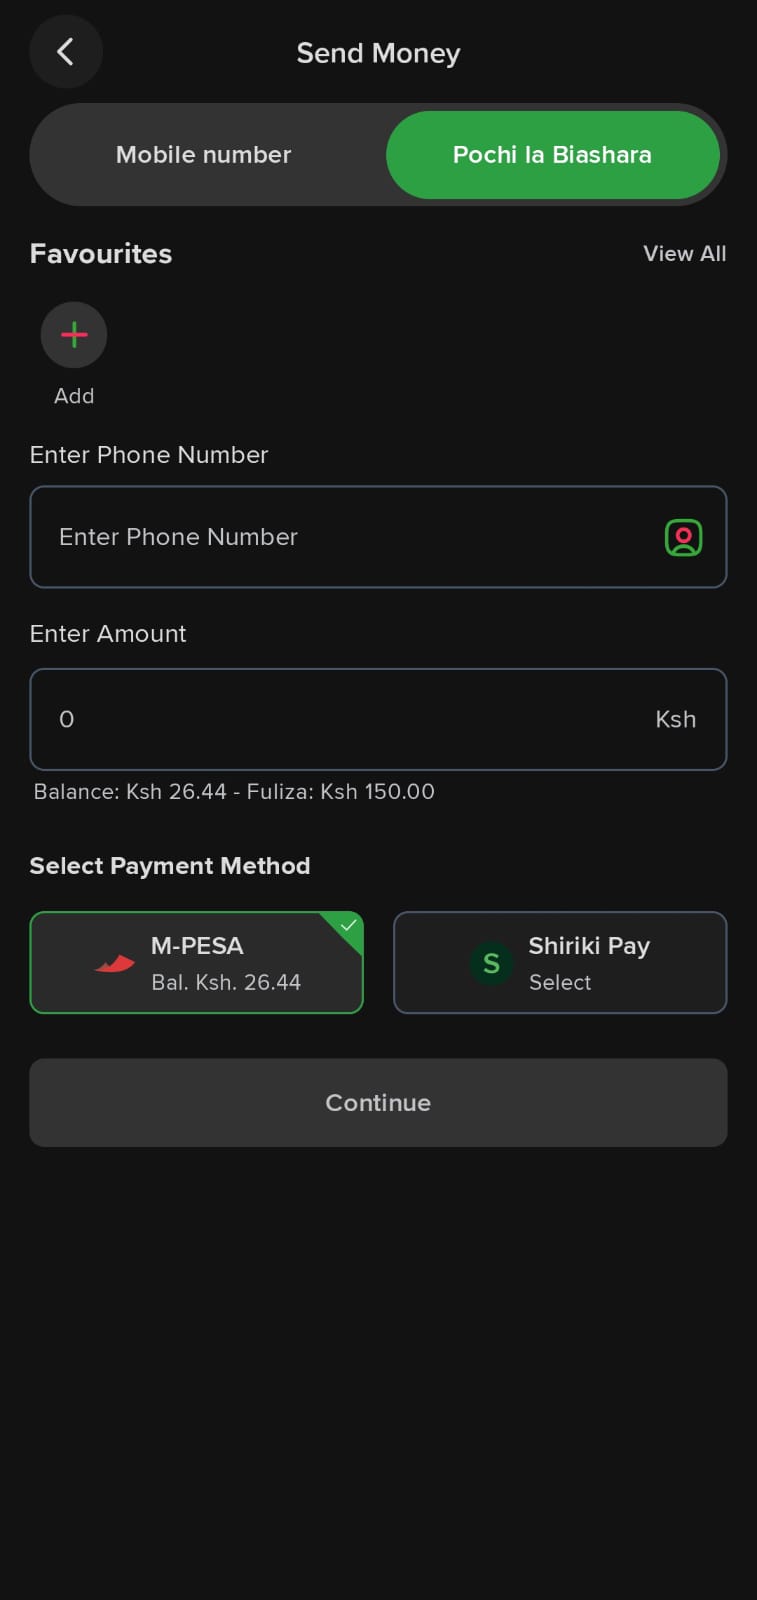 Send Money
Mobile number
Pochi la Biashara
Favourites
View All
Add
Enter Phone Number
Enter Phone Number
Enter Amount
0
Ksh
Balance: Ksh 26.44 - Fuliza: Ksh 150.00
Select Payment Method
M-PESA
Bal. Ksh. 26.44
S
Shiriki Pay
Select
Continue